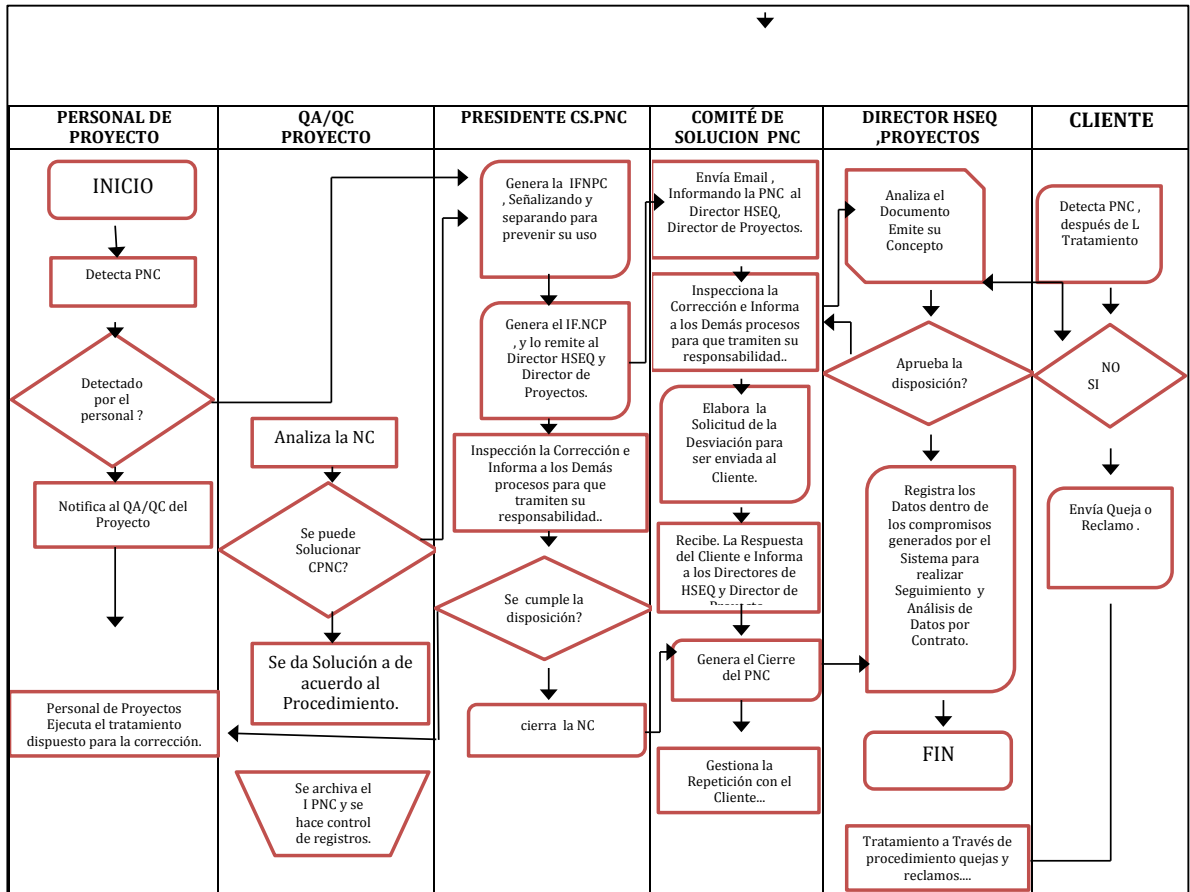 PERSONAL DE
PROYECTO
QA/QC
PROYECTO
PRESIDENTE CS.PNC
COMITÉ DE
SOLUCION PNC
DIRECTOR HSEQ
,PROYECTOS
CLIENTE
INICIO
Detecta PNC
Detectado
por el
personal ?
Notifica al QA/QC del
Proyecto
Personal de Proyectos
Ejecuta el tratamiento
dispuesto para la corrección.
Analiza la NC
Se puede
Solucionar
CPNC?
Se da Solución a de
acuerdo al
Procedimiento.
Se archiva el
I PNC y se
hace control
de registros.
Genera la IFNPC
, Señalizando y
separando para
prevenir su uso
Genera el IF.NCP
, y lo remite al
Director HSEQ y
Director de
Proyectos.
Inspección la Corrección e
Informa a los Demás
procesos para que
tramiten su
responsabilidad..
Se cumple la
disposición?
cierra la NC
Envía Email ,
Informando la PNC al
Director HSEQ,
Director de Proyectos.
Inspecciona la
Corrección e Informa
a los Demás procesos
para que tramiten su
responsabilidad..
Elabora la
Solicitud de la
Desviación para
ser enviada al
Cliente.
Recibe. La Respuesta
del Cliente e Informa
a los Directores de
HSEQ y Director de
Genera el Cierre
del PNC
Gestiona la
Repetición con el
Cliente...
Analiza el
Documento
Emite su
Concepto
Aprueba la
disposición?
Registra los
Datos dentro de
los compromisos
generados por el
Sistema para
realizar
Seguimiento y
Análisis de
Datos por
Contrato.
FIN
Tratamiento a Través de
procedimiento quejas y
reclamos....
Detecta PNC ,
después de L
Tratamiento
NO
SI
Envía Queja o
Reclamo .